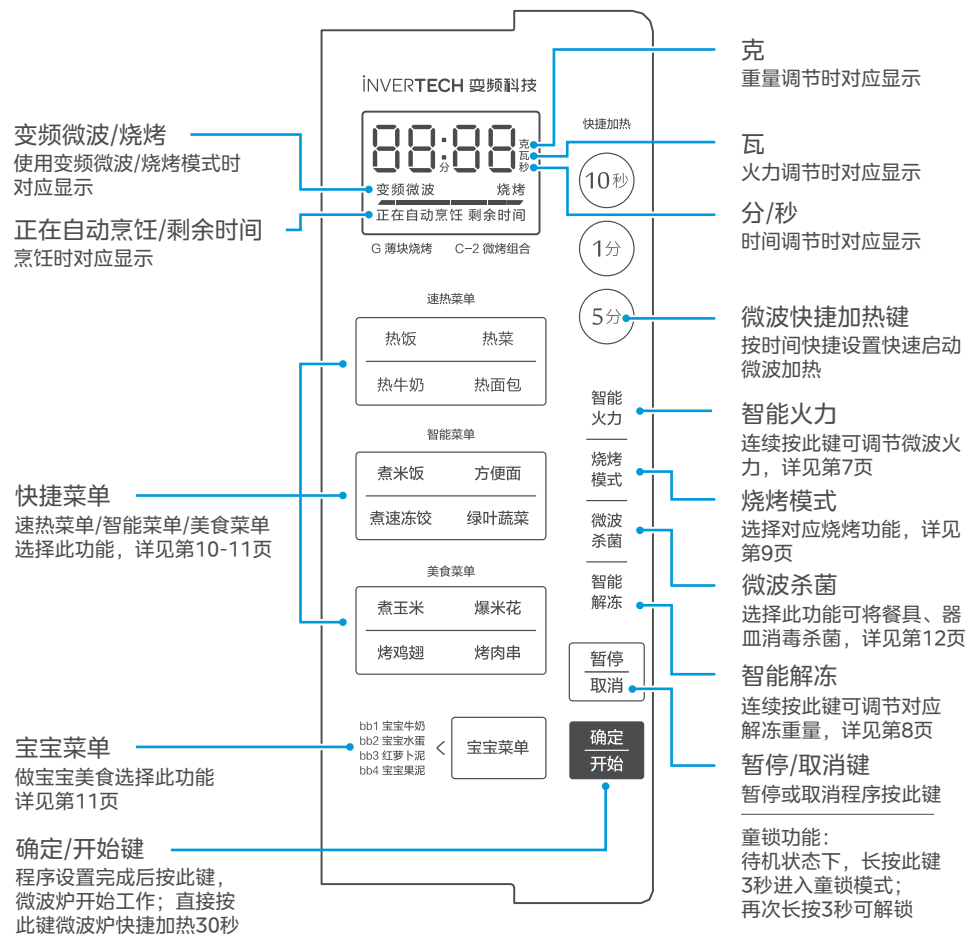 变频微波/烧烤
使用变频微波/烧烤模式时
对应显示
正在自动烹饪/剩余时间
烹饪时对应显示
快捷菜单
速热菜单/智能菜单/美食菜单
选择此功能，详见第10-11页
宝宝菜单
做宝宝美食选择此功能
详见第11页
确定/开始键
程序设置完成后按此键，
微波炉开始工作；直接按
此键微波炉快捷加热30秒
iNVERTECH 变频科技
88:88
克
瓦
分
秒
变频微波 烧烤
正在自动烹饪 剩余时间
G 薄块烧烤 C-2 微烤组合
速热菜单
热饭 热菜
热牛奶 热面包
智能菜单
煮米饭 方便面
煮速冻饺 绿叶蔬菜
美食菜单
煮玉米 爆米花
烤鸡翅 烤肉串
bb1 宝宝牛奶
bb2 宝宝水蛋
bb3 红萝卜泥
bb4 宝宝果泥
< 宝宝菜单
快捷加热
10秒
1分
5分
智能
火力
烧烤
模式
微波
杀菌
智能
解冻
暂停
取消
确定
开始
克
重量调节时对应显示
瓦
火力调节时对应显示
分/秒
时间调节时对应显示
微波快捷加热键
按时间快捷设置快速启动
微波加热
智能火力
连续按此键可调节微波火
力，详见第7页
烧烤模式
选择对应烧烤功能，详见
第9页
微波杀菌
选择此功能可将餐具、器
皿消毒杀菌，详见第12页
智能解冻
连续按此键可调节对应
解冻重量，详见第8页
暂停/取消键
暂停或取消程序按此键
童锁功能：
待机状态下，长按此键
3秒进入童锁模式；
再次长按3秒可解锁